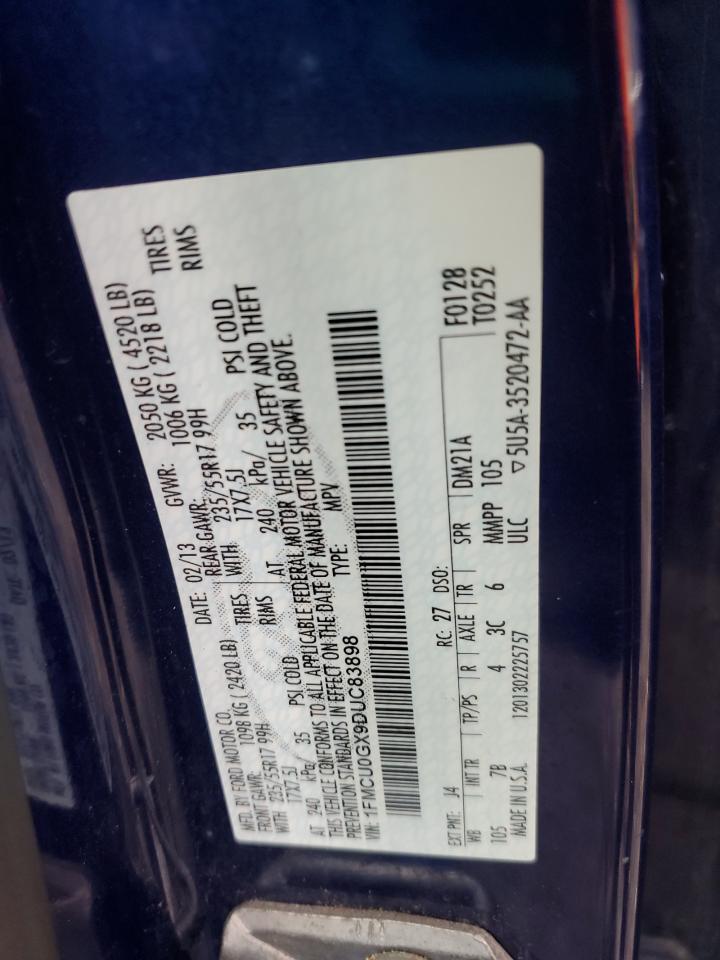 MFD. BY FORD MOTOR CO. DATE: 02/13 GVWR: 2050 KG ( 4520 LB)
FRONT GAWR: 1098 KG ( 2420 LB) REAR GAWR: 1006 KG ( 2218 LB)
WITH 235/55R17 99H TIRES WITH 235/55R17 99H TIRES
17X7.5J RIMS 17X7.5J RIMS
AT 240 kPa/ 35 PSI COLD AT 240 kPa/ 35 PSI COLD
THIS VEHICLE CONFORMS TO ALL APPLICABLE FEDERAL MOTOR VEHICLE SAFETY AND THEFT
PREVENTION STANDARDS IN EFFECT ON THE DATE OF MANUFACTURE SHOWN ABOVE.
VIN: 1FMCU0GX9DUC83898 TYPE: MPV
EXT PNT: J4 RC: 27 DSO: F0128
WB INT TR TP/PS R AXLE TR SPR DM21A T0252
105 7B 4 3C 6 MMPP 105
MADE IN U.S.A. 1201302225757 ULC ▽5U5A-3520472-AA